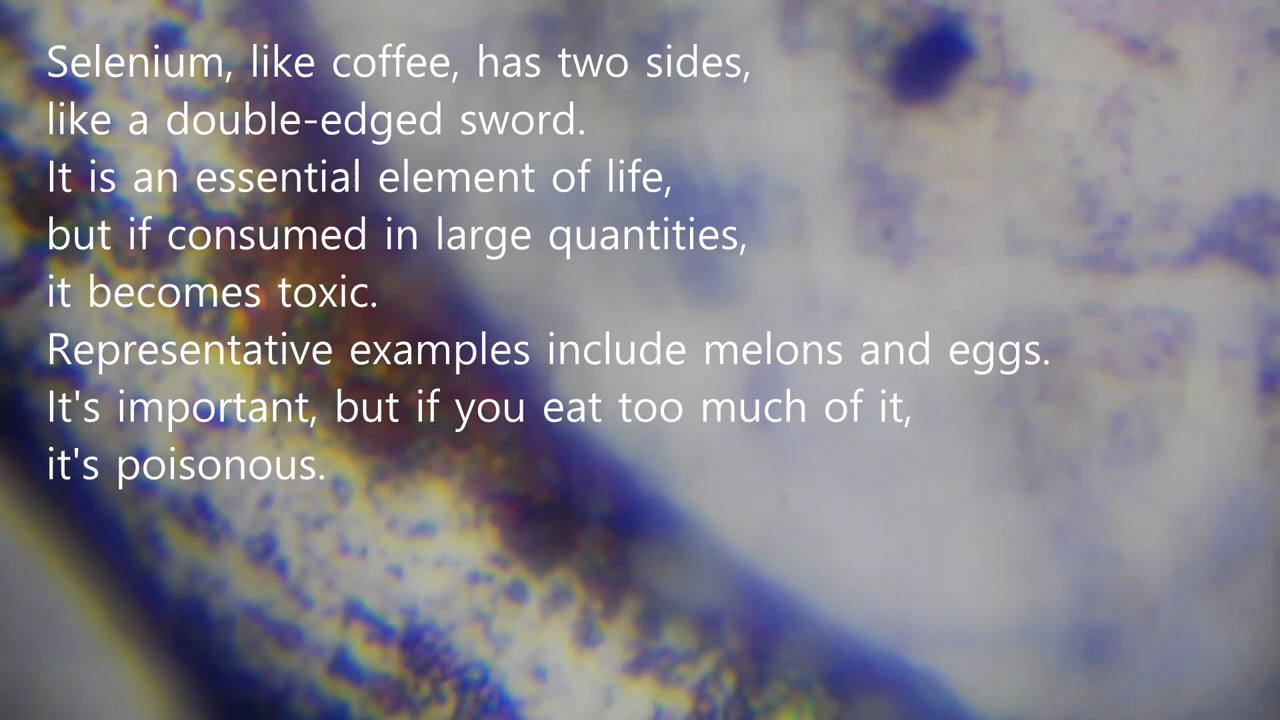 Selenium, like coffee, has two sides,
like a double-edged sword.
It is an essential element of life,
but if consumed in large quantities,
it becomes toxic.
Representative examples include melons and eggs.
It's important, but if you eat too much of it,
it's poisonous.